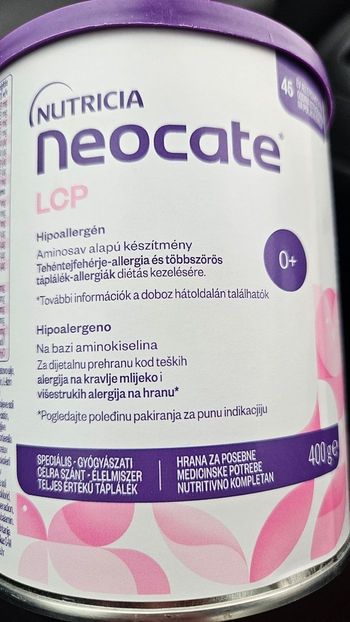 NUTRICIA
neocate
LCP
Hipoallergén
Aminosav alapú készítmény
Tehéntejfehérje-allergia és többszörös
táplálék-allergiák diétás kezelésére.
*További információk a doboz hátoldalán találhatók
0+
Hipoalergeno
Na bazi aminokiselina
Za dijetalnu prehranu kod teških
alergija na kravlje mlijeko i
višestrukih alergija na hranu*
*Pogledajte poleđinu pakiranja za punu indikaciju
SPECIÁLIS - GYÓGYÁSZATI
CÉLRA SZÁNT - ÉLELMISZER
TELJES ÉRTÉKŰ TÁPLÁLÉK
HRANA ZA POSEBNE
MEDICINSKE POTREBE
NUTRITIVNO KOMPLETAN
400g℮
45